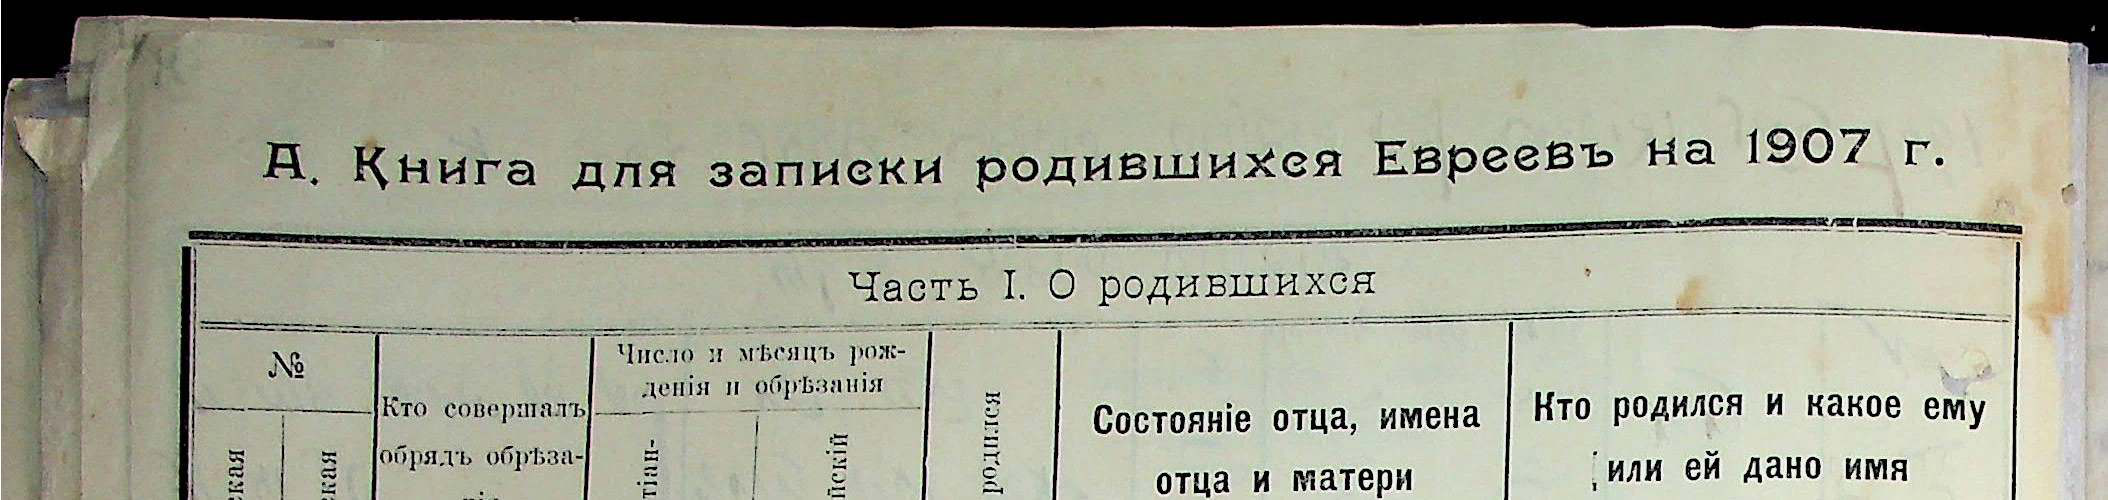 А. Книга для записки родившихся Евреевъ на 1907 г.
Часть I. О родившихся
№
Кто совершалъ
обрядъ обрѣза-
Число и мѣсяцъ рож-
денія и обрѣзанія
родился
Состояніе отца, имена
отца и матери
Кто родился и какое ему
или ей дано имя